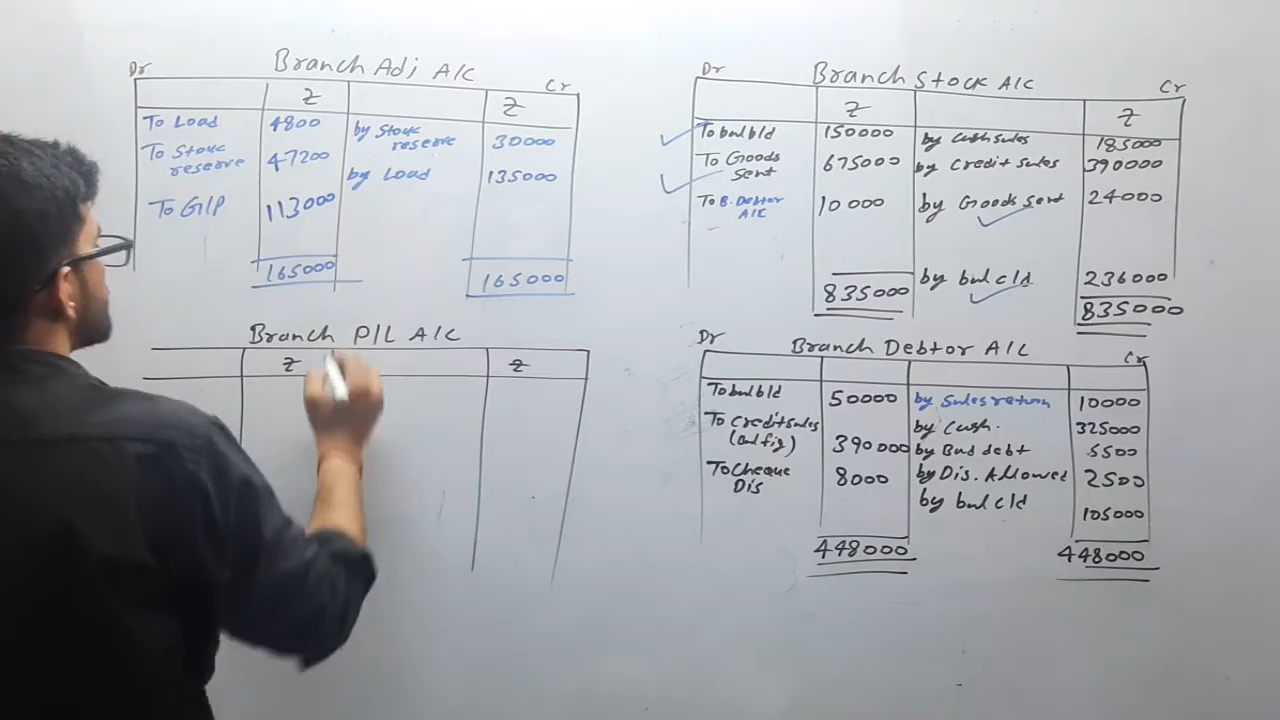 Branch Adj A/C
Dr
Cr
₹
₹
To Load 4800 by Stock reserve 30000
To Stock reserve 47200 by Load 135000
To G/P 113000
165000 165000
Branch P/L A/C
₹
₹
Branch Stock A/C
Dr
Cr
₹
₹
To bal b/d 150000 by Cash sales 185000
To Goods sent 675000 by Credit sales 390000
To B. Debtor A/C 10000 by Goods sent 24000
by bal c/d 236000
835000 835000
Branch Debtor A/C
Dr
Cr
To bal b/d 50000 by Sales return 10000
To Credit sales (Bal fig) 390000 by Cash. 325000
by Bad debt 5500
To Cheque Dis 8000 by Dis. Allowed 2500
by bal c/d 105000
448000 448000